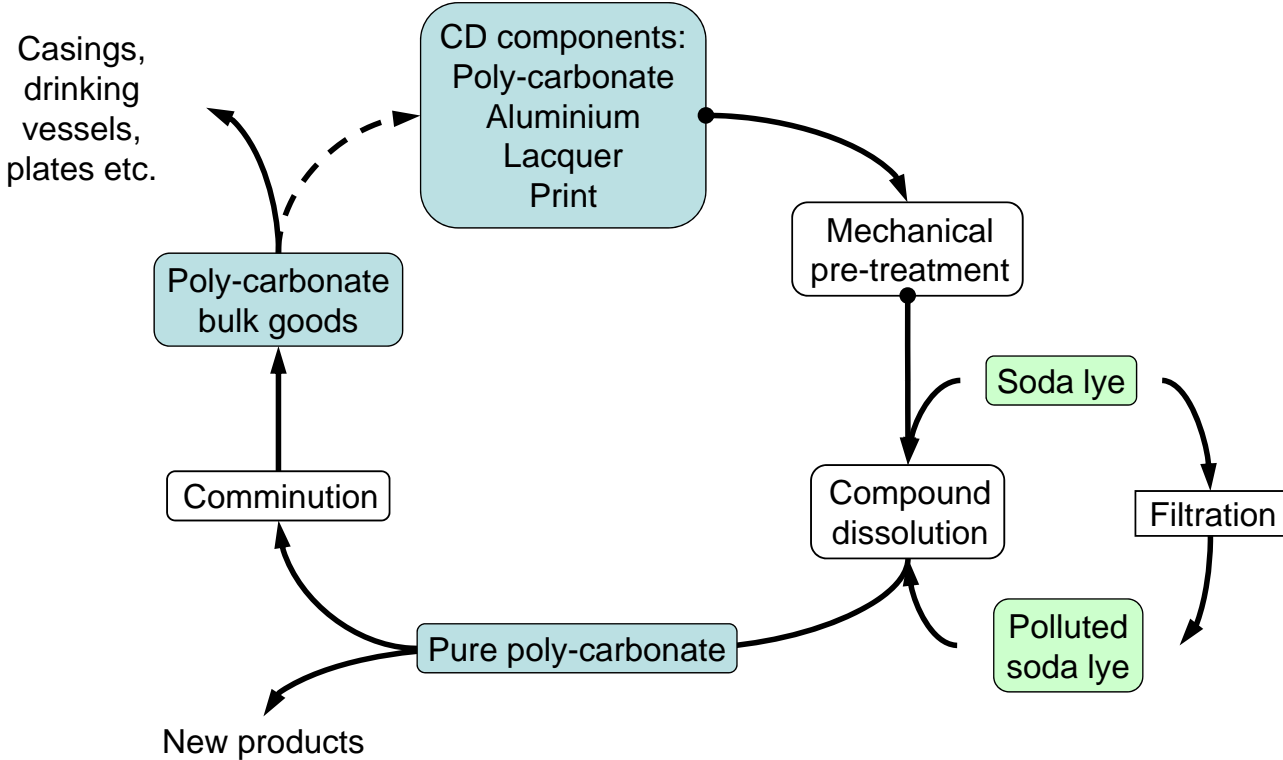 Casings,
drinking
vessels,
plates etc.
CD components:
Poly-carbonate
Aluminium
Lacquer
Print
Mechanical
pre-treatment
Poly-carbonate
bulk goods
Soda lye
Comminution
Compound
dissolution
Filtration
Pure poly-carbonate
Polluted
soda lye
New products